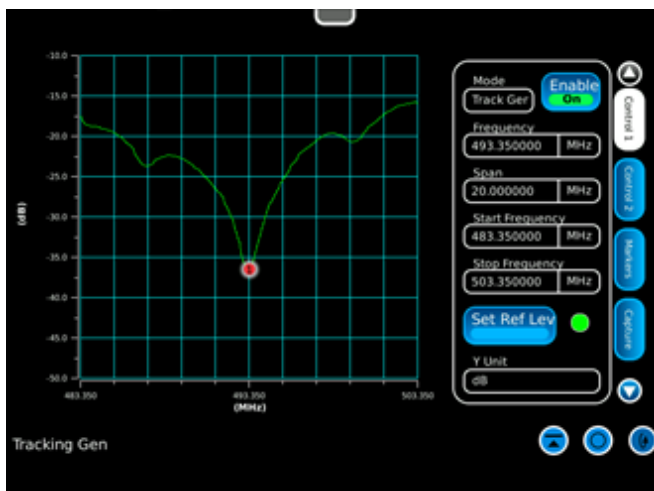 -10.0
-15.0
-20.0
-25.0
-30.0
-35.0
-40.0
-45.0
-50.0
(dB)
483.350
493.350
503.350
(MHz)
1
Mode
Track Ger
Enable
On
Frequency
493.350000 MHz
Span
20.000000 MHz
Start Frequency
483.350000 MHz
Stop Frequency
503.350000 MHz
Set Ref Lev
Y Unit
dB
Control 1
Control 2
Markers
Capture
Tracking Gen